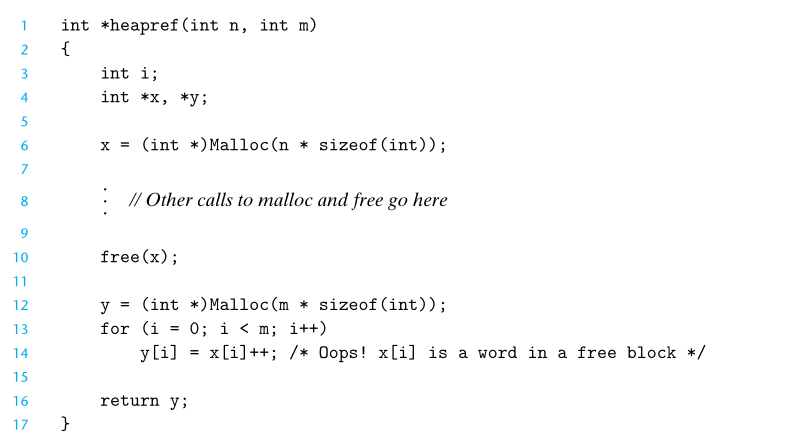 1 int *heapref(int n, int m)
2 {
3 int i;
4 int *x, *y;
5
6 x = (int *)Malloc(n * sizeof(int));
7
8 ⋮ // Other calls to malloc and free go here
9
10 free(x);
11
12 y = (int *)Malloc(m * sizeof(int));
13 for (i = 0; i < m; i++)
14 y[i] = x[i]++; /* Oops! x[i] is a word in a free block */
15
16 return y;
17 }